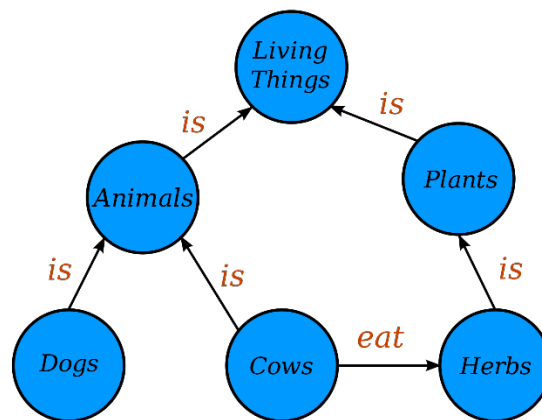 Living
Things
is
is
Animals
Plants
is
is
is
eat
Dogs
Cows
Herbs